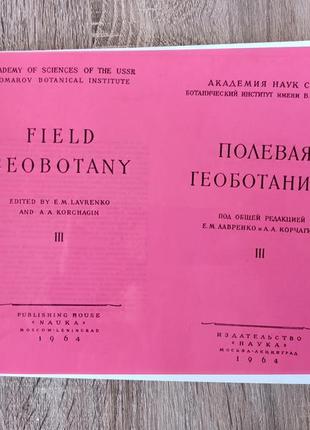 ADEMY OF SCIENCES OF THE USSR
OMAROV BOTANICAL INSTITUTE
FIELD
EOBOTANY
EDITED BY E. M. LAVRENKO
AND A. A. KORCHAGIN
III
PUBLISHING HOUSE
«NAUKA»
MOSCOW-LENINGRAD
1964
АКАДЕМИЯ НАУК С
БОТАНИЧЕСКИЙ ИНСТИТУТ ИМЕНИ В.
ПОЛЕВАЯ
ГЕОБОТАНИ
ПОД ОБЩЕЙ РЕДАКЦИЕЙ
Е. М. ЛАВРЕНКО и А. А. КОРЧАГИ
III
ИЗДАТЕЛЬСТВО
«НАУКА»
МОСКВА-ЛЕНИНГРАД
1964